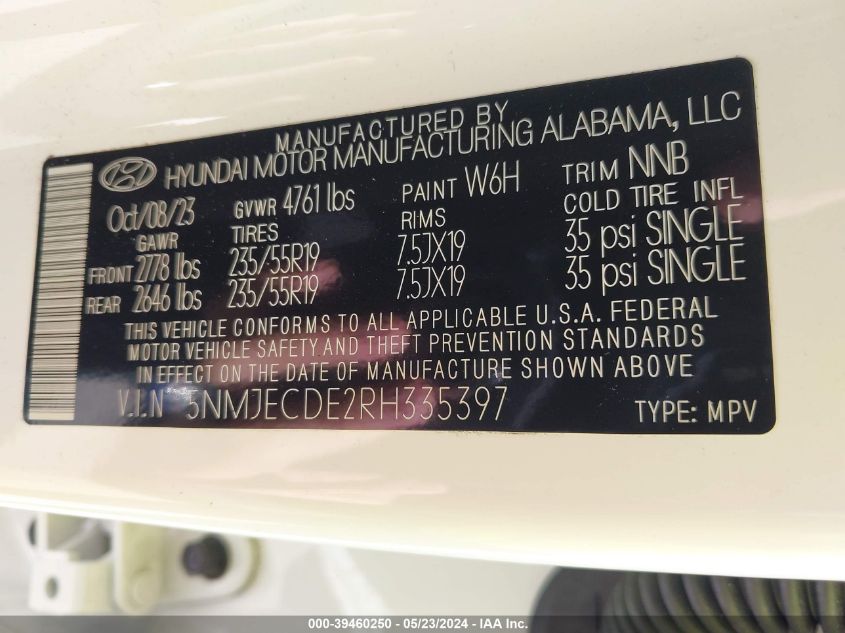 MANUFACTURED BY
HYUNDAI MOTOR MANUFACTURING ALABAMA, LLC
Oct/08/23 GVWR 4761 lbs PAINT W6H TRIM NNB
GAWR TIRES RIMS COLD TIRE INFL
FRONT 2778 lbs 235/55R19 7.5JX19 35 psi SINGLE
REAR 2646 lbs 235/55R19 7.5JX19 35 psi SINGLE
THIS VEHICLE CONFORMS TO ALL APPLICABLE U.S.A. FEDERAL
MOTOR VEHICLE SAFETY AND THEFT PREVENTION STANDARDS
IN EFFECT ON THE DATE OF MANUFACTURE SHOWN ABOVE
V.I.N 5NMJECDE2RH335397 TYPE: MPV
000-39460250 - 05/23/2024 - IAA Inc.